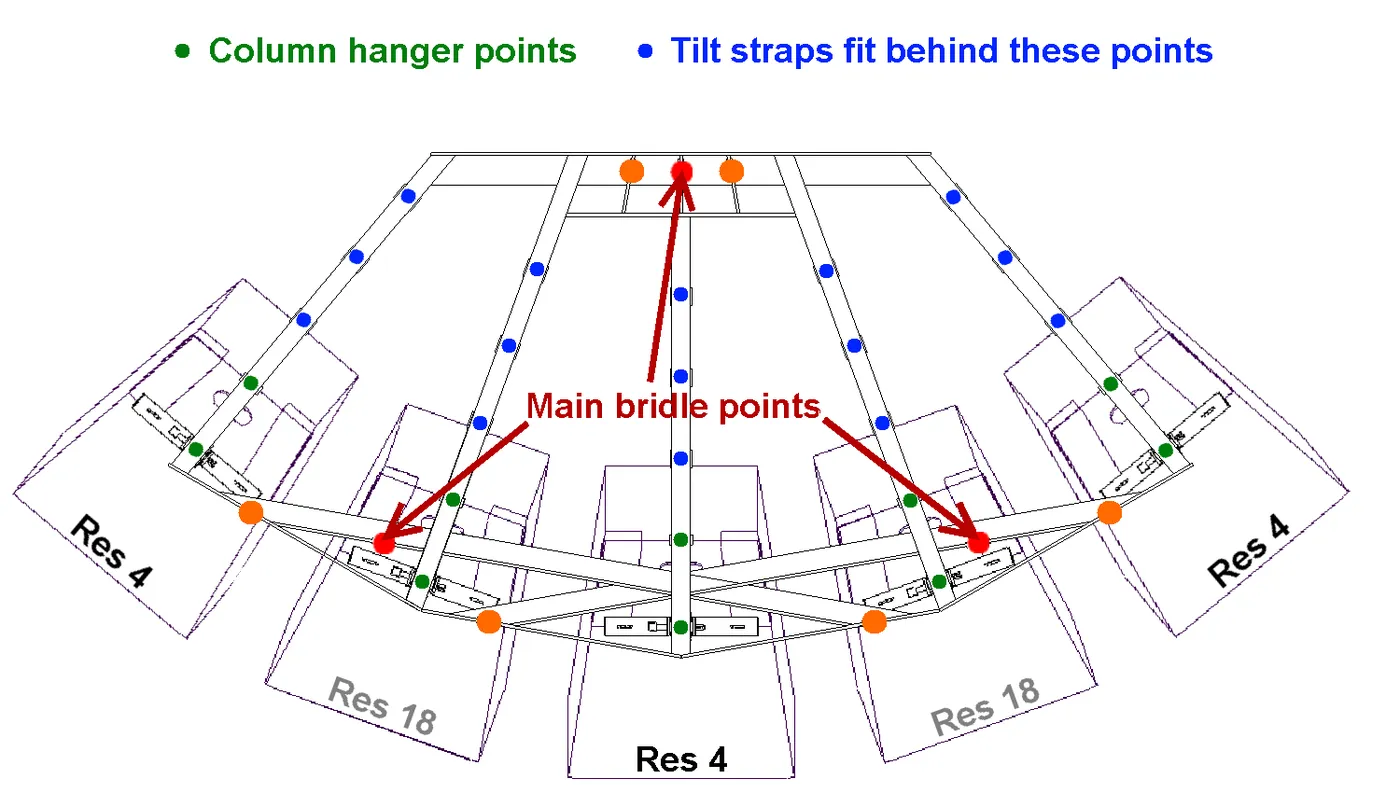 Column hanger points
Tilt straps fit behind these points
Main bridle points
Res 4
Res 4
Res 18
Res 18
Res 4